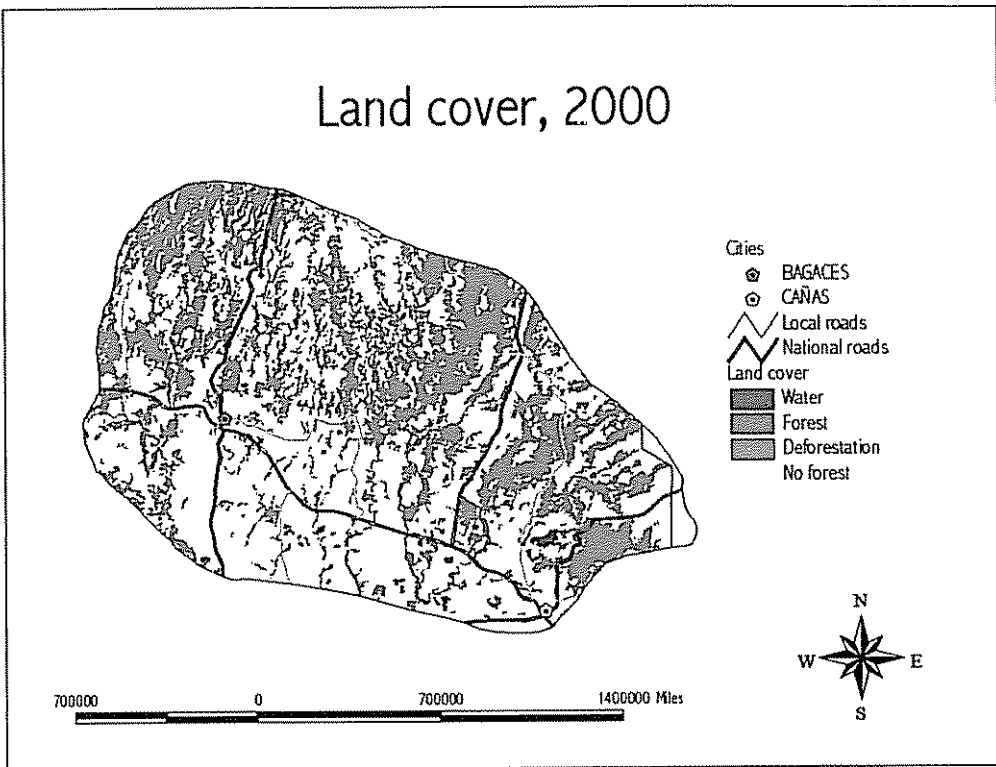 Land cover, 2000
Cities
BAGACES
CAÑAS
Local roads
National roads
Land cover
Water
Forest
Deforestation
No forest
N
W E
S
700000 0 700000 1400000 Miles